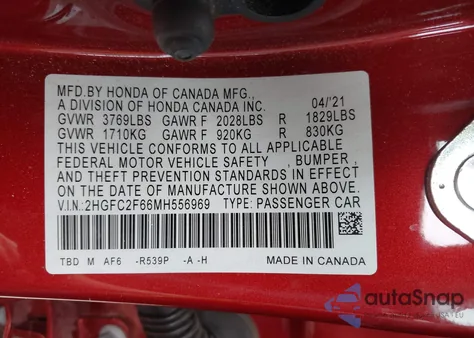 MFD.BY HONDA OF CANADA MFG.,
A DIVISION OF HONDA CANADA INC. 04/'21
GVWR 3769LBS GAWR F 2028LBS R 1829LBS
GVWR 1710KG GAWR F 920KG R 830KG
THIS VEHICLE CONFORMS TO ALL APPLICABLE
FEDERAL MOTOR VEHICLE SAFETY , BUMPER ,
AND THEFT PREVENTION STANDARDS IN EFFECT
ON THE DATE OF MANUFACTURE SHOWN ABOVE.
V.I.N.:2HGFC2F66MH556969 TYPE: PASSENGER CAR
TBD M AF6 -R539P -A -H MADE IN CANADA
autoSnap